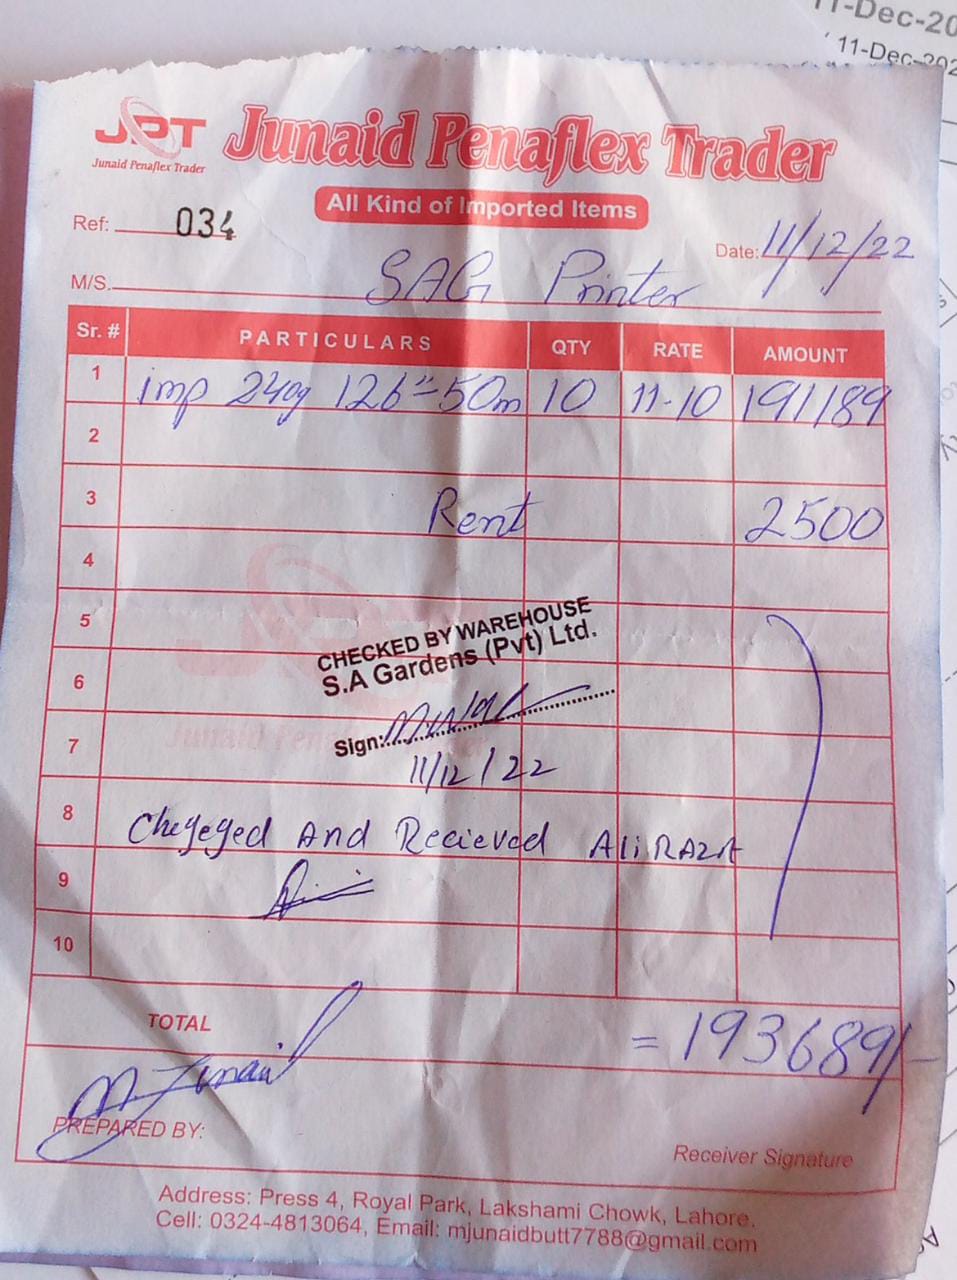 11-Dec-20
11-Dec-202
JPT
Junaid Penaflex Trader
Junaid Penaflex Trader
All Kind of Imported Items
Ref: 034
Date: 11/12/22
M/S. SAG Printer
Sr. # PARTICULARS QTY RATE AMOUNT
1 imp 240g 126"-50m 10 11-10 191189
2
3 Rent 2500
4
5
CHECKED BY WAREHOUSE
S.A Gardens (Pvt) Ltd.
6
Sign:
7
11/12/22
8 Chegeged And Recieved Ali RAZA
9
10
TOTAL = 193689/-
M Junaid
PREPARED BY:
Receiver Signature
Address: Press 4, Royal Park, Lakshami Chowk, Lahore.
Cell: 0324-4813064, Email: mjunaidbutt7788@gmail.com